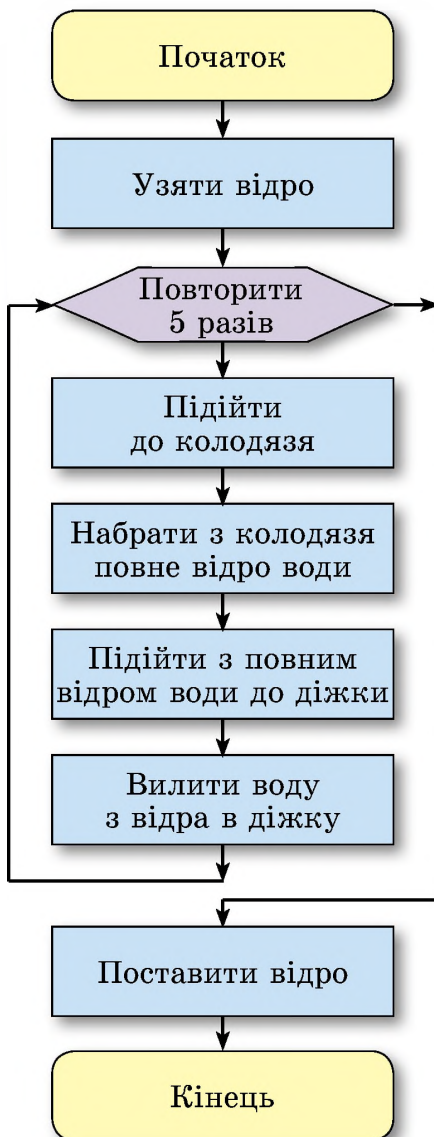 Початок
Узяти відро
Повторити
5 разів
Підійти
до колодязя
Набрати з колодязя
повне відро води
Підійти з повним
відром води до діжки
Вилити воду
з відра в діжку
Поставити відро
Кінець